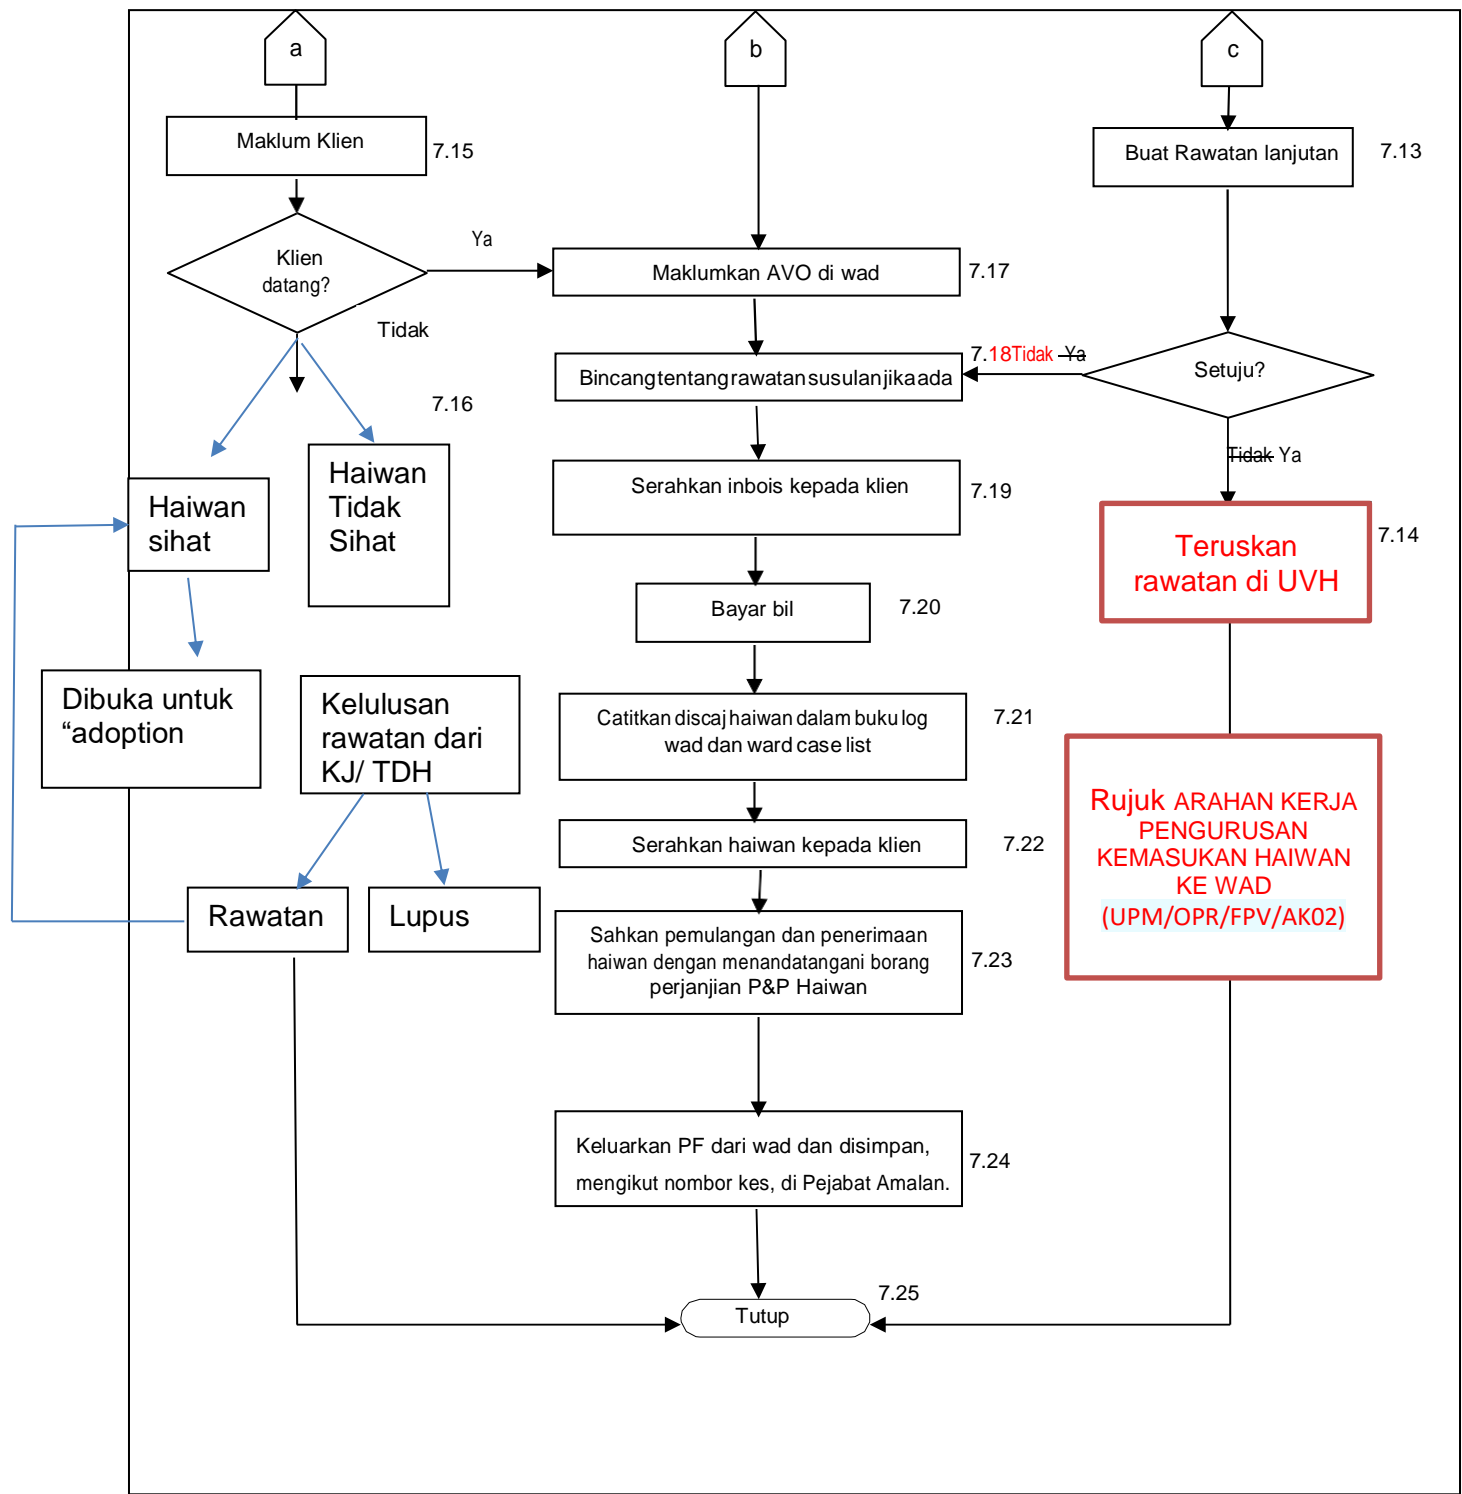 a
b
c
Maklum Klien
7.15
Buat Rawatan lanjutan
7.13
Klien
datang?
Ya
Tidak
Maklumkan AVO di wad
7.17
Bincang tentang rawatan susulan jika ada
7.18Tidak Ya
Setuju?
Tidak Ya
7.16
Haiwan
sihat
Haiwan
Tidak
Sihat
Serahkan inbois kepada klien
7.19
Teruskan
rawatan di UVH
7.14
Bayar bil
7.20
Dibuka untuk
“adoption
Kelulusan
rawatan dari
KJ/ TDH
Catitkan discaj haiwan dalam buku log
wad dan ward case list
7.21
Rujuk ARAHAN KERJA
PENGURUSAN
KEMASUKAN HAIWAN
KE WAD
(UPM/OPR/FPV/AK02)
Serahkan haiwan kepada klien
7.22
Rawatan
Lupus
Sahkan pemulangan dan penerimaan
haiwan dengan menandatangani borang
perjanjian P&P Haiwan
7.23
Keluarkan PF dari wad dan disimpan,
mengikut nombor kes, di Pejabat Amalan.
7.24
7.25
Tutup